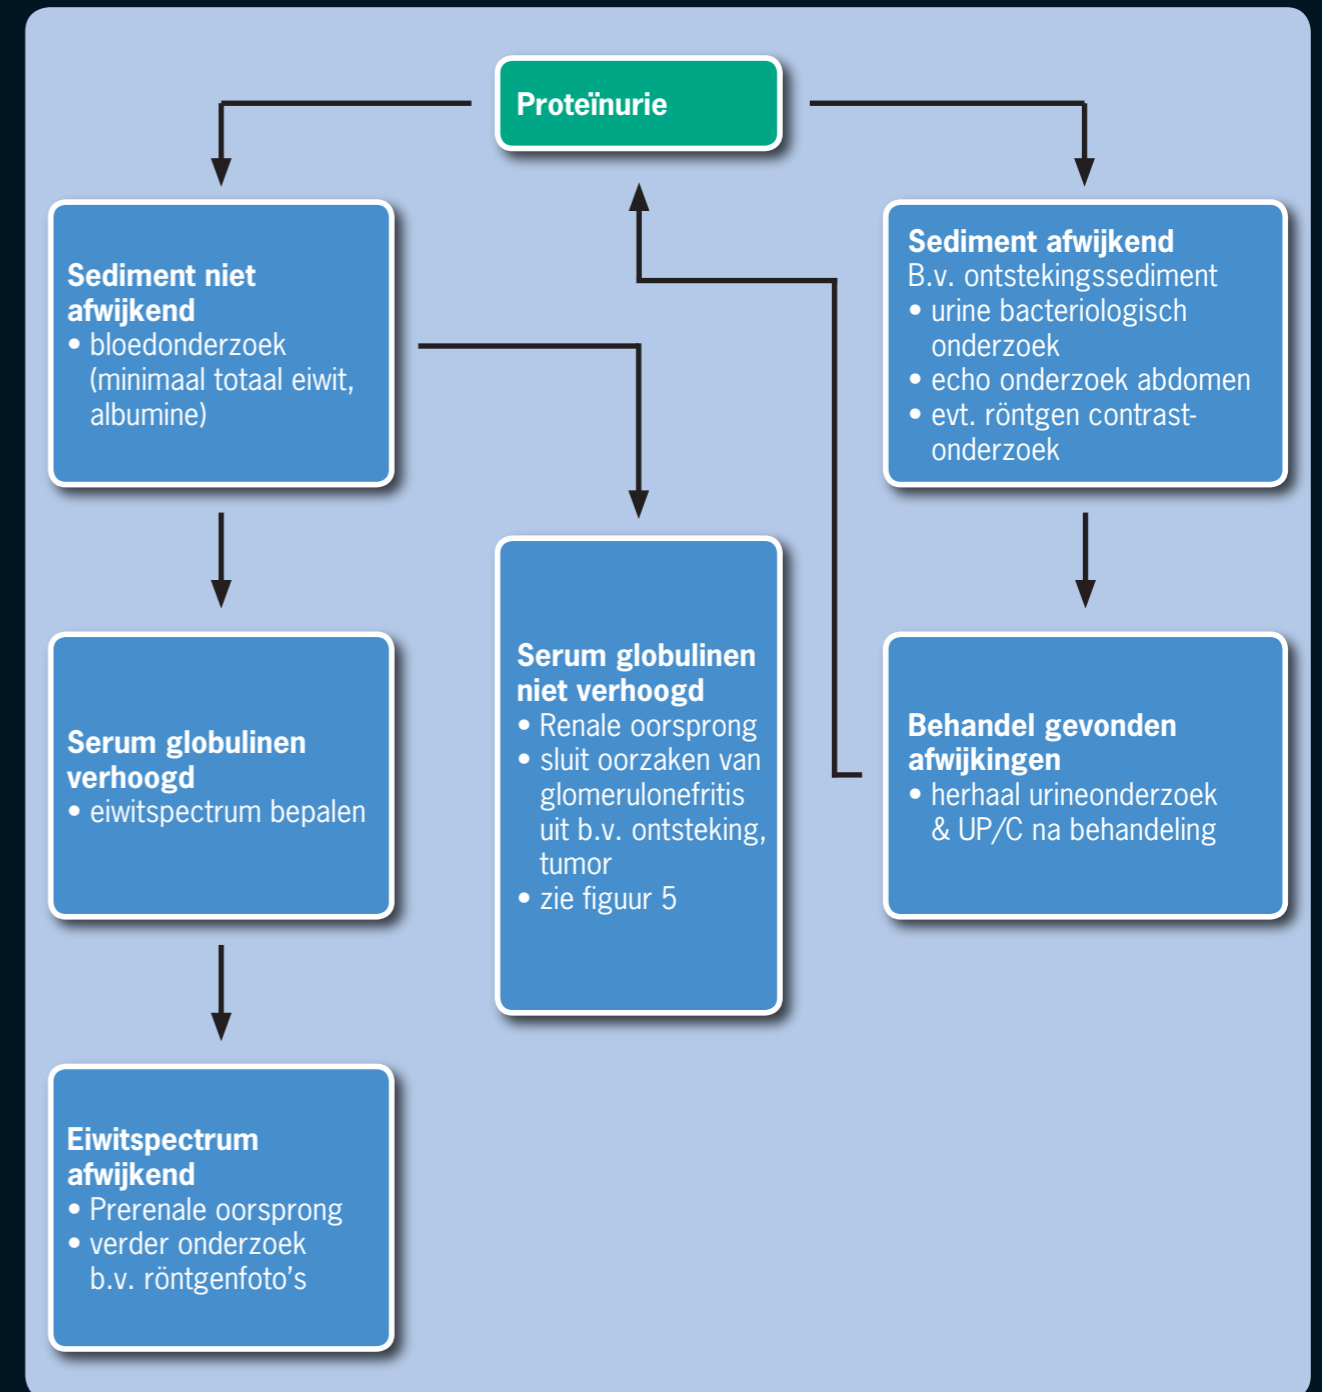 Proteïnurie
Sediment niet
afwijkend
• bloedonderzoek
(minimaal totaal eiwit,
albumine)
Sediment afwijkend
B.v. ontstekingssediment
• urine bacteriologisch
onderzoek
• echo onderzoek abdomen
• evt. röntgen contrast-
onderzoek
Serum globulinen
verhoogd
• eiwitspectrum bepalen
Serum globulinen
niet verhoogd
• Renale oorsprong
• sluit oorzaken van
glomerulonefritis
uit b.v. ontsteking,
tumor
• zie figuur 5
Behandel gevonden
afwijkingen
• herhaal urineonderzoek
& UP/C na behandeling
Eiwitspectrum
afwijkend
• Prerenale oorsprong
• verder onderzoek
b.v. röntgenfoto's